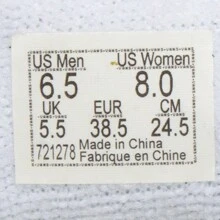 US Men US Women
6.5 8.0
UK EUR CM
5.5 38.5 24.5
721278 Made in China
Fabrique en Chine